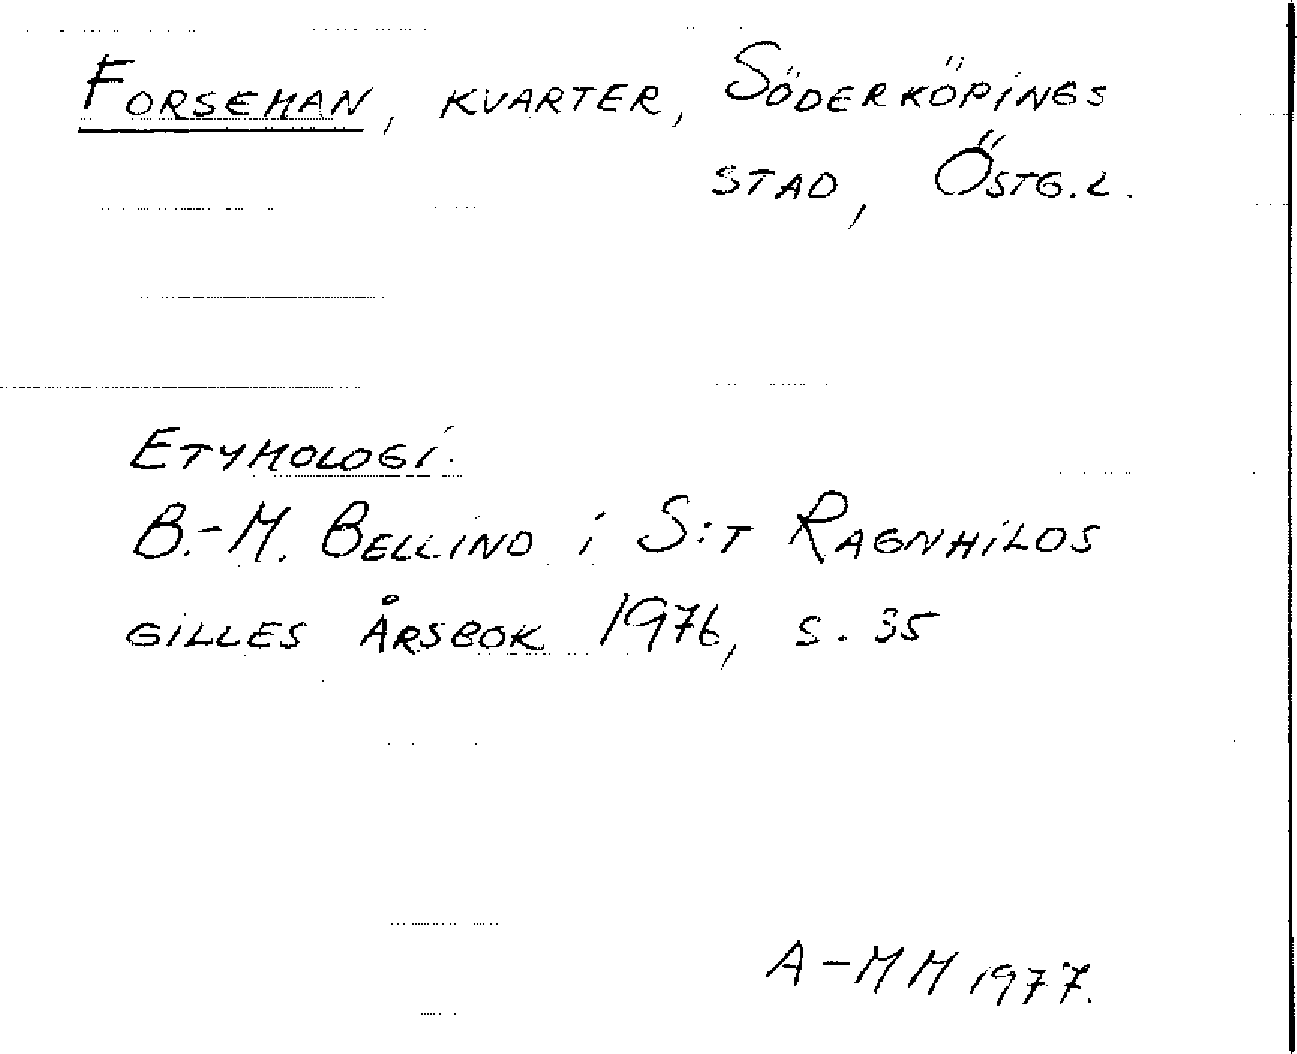 Forseman, kvarter, Söderköpings
stad, Östg.l.
Etymologi.
B.-M. Bellind i S:t Ragnhilds
gilles årsbok 1976, s. 35
A-MM 1977.